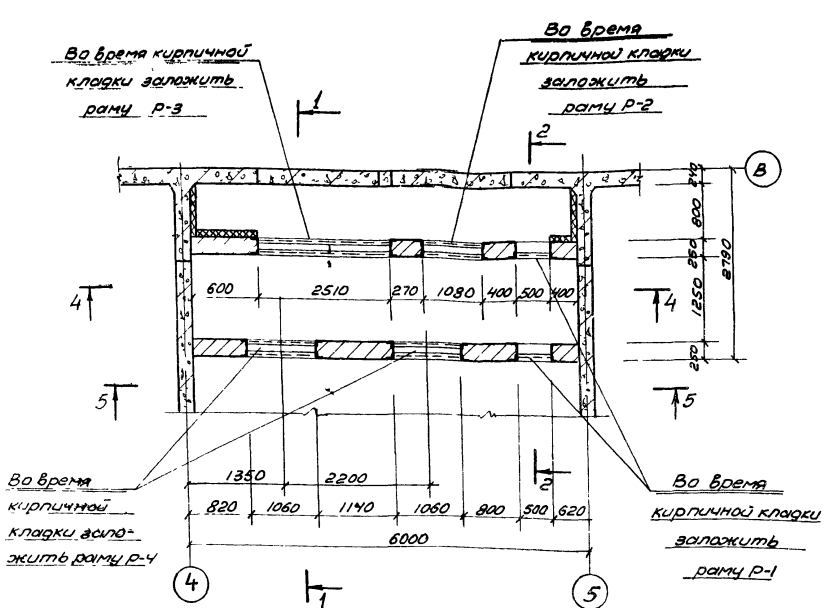 Во время кирпичной
кладки заложить
раму Р-3
Во время
кирпичной кладки
заложить
раму Р-2
1
2
В
240
800
250
1250
250
2790
4
600
2510
270
1080
400
500
400
4
5
5
Во время
кирпичной
кладки зало-
жить раму Р-4
1350
2200
2
820
1060
1140
1060
800
500
620
6000
Во время
кирпичной кладки
заложить
раму Р-1
4
1
5